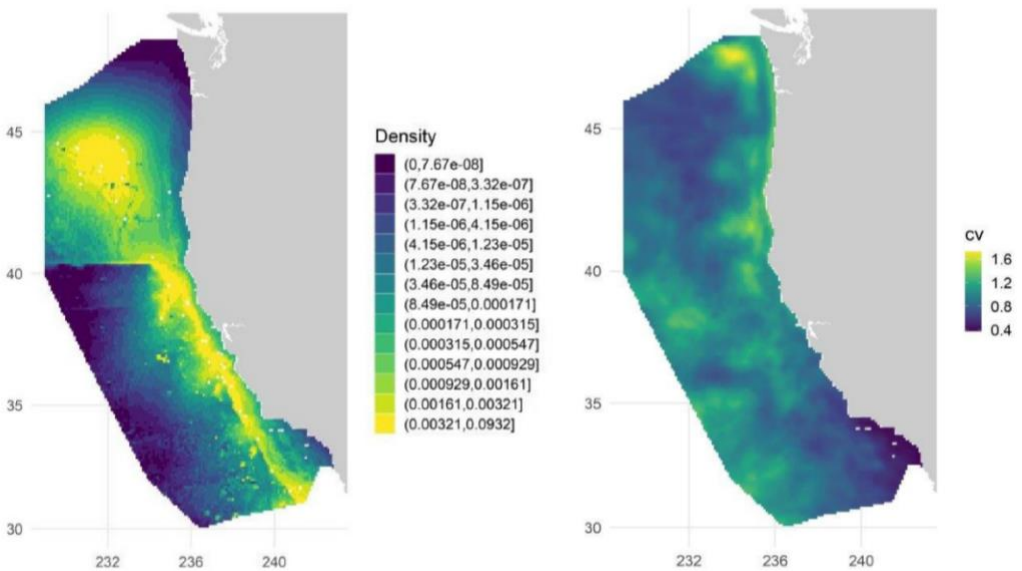 45
40
35
30
232
236
240
Density
(0,7.67e-08]
(7.67e-08,3.32e-07]
(3.32e-07,1.15e-06]
(1.15e-06,4.15e-06]
(4.15e-06,1.23e-05]
(1.23e-05,3.46e-05]
(3.46e-05,8.49e-05]
(8.49e-05,0.000171]
(0.000171,0.000315]
(0.000315,0.000547]
(0.000547,0.000929]
(0.000929,0.00161]
(0.00161,0.00321]
(0.00321,0.0932]
45
40
35
30
232
236
240
CV
1.6
1.2
0.8
0.4